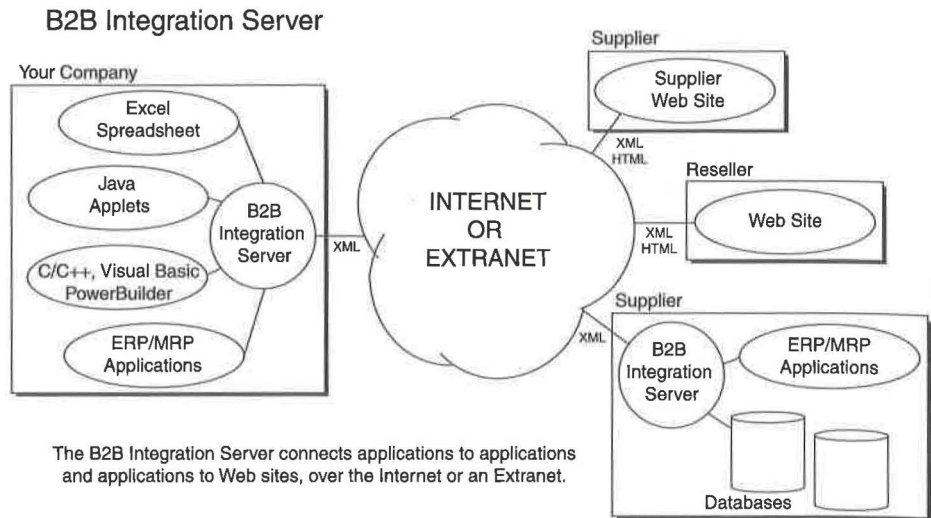 B2B Integration Server
Your Company
Excel
Spreadsheet
Java
Applets
C/C++, Visual Basic
PowerBuilder
ERP/MRP
Applications
B2B
Integration
Server
XML
INTERNET
OR
EXTRANET
Supplier
Supplier
Web Site
XML
HTML
Reseller
Web Site
XML
HTML
Supplier
XML
B2B
Integration
Server
ERP/MRP
Applications
Databases
The B2B Integration Server connects applications to applications
and applications to Web sites, over the Internet or an Extranet.